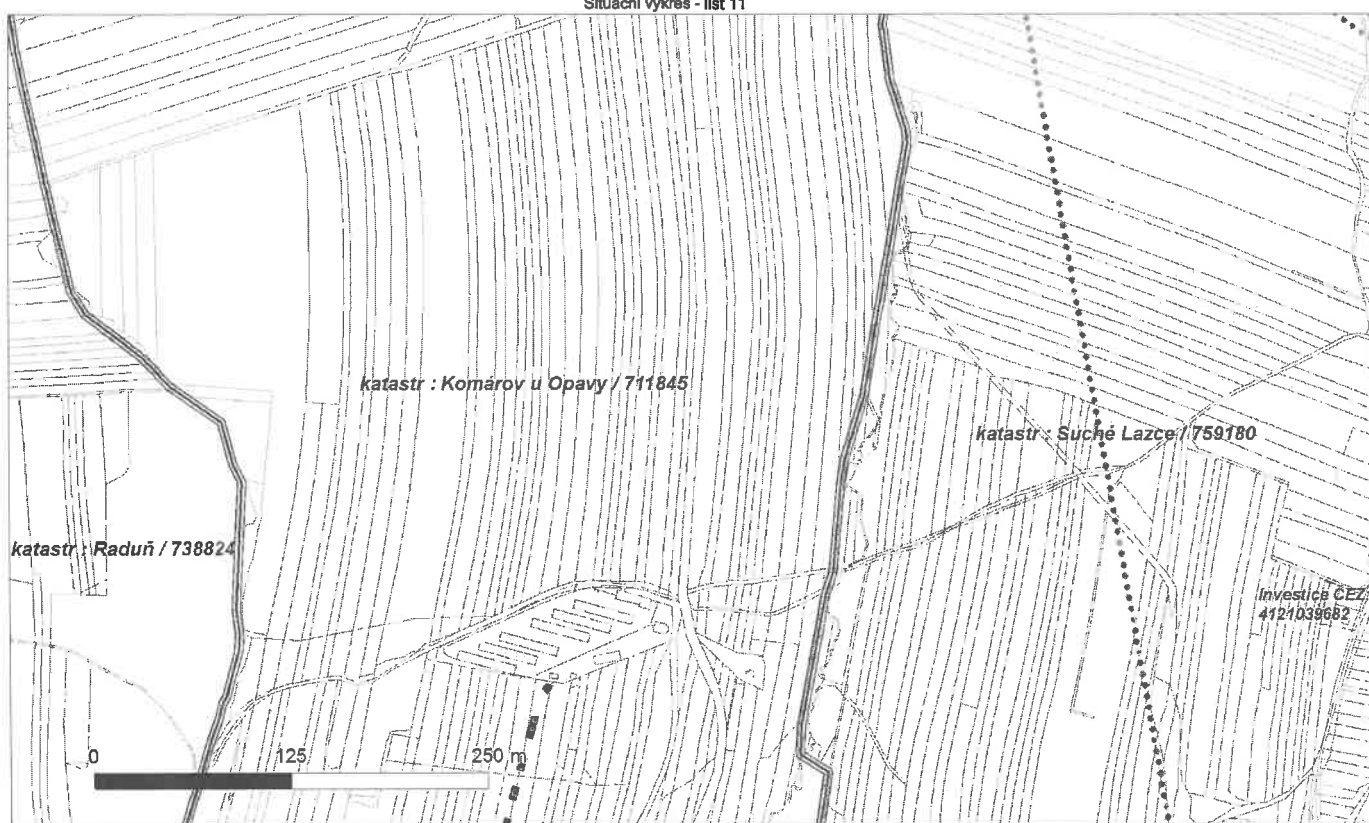 Situační výkres - list 11
katastr : Komárov u Opavy / 711845
katastr : Suché Lazce / 759180
katastr : Raduň / 738824
Investice ČEZ
4121039682
0 125 250 m